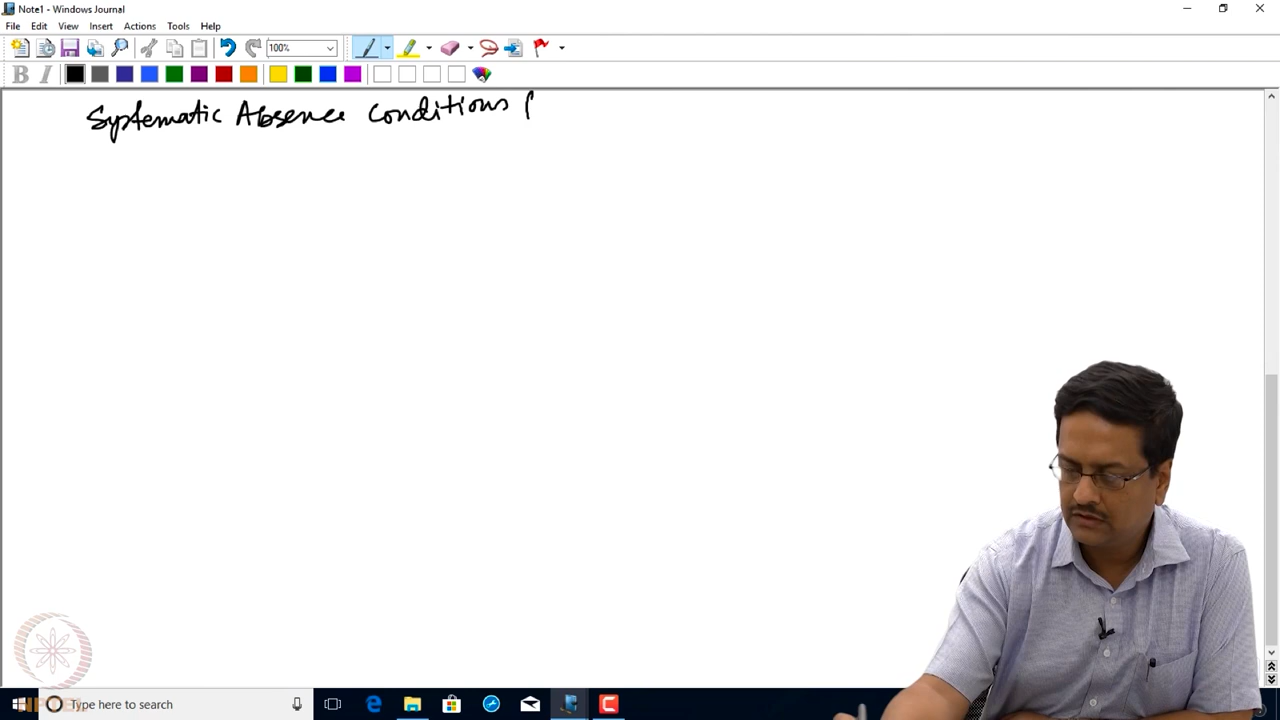 Note1 - Windows Journal
File Edit View Insert Actions Tools Help
100%
B I
Systematic Absence Conditions (
Type here to search